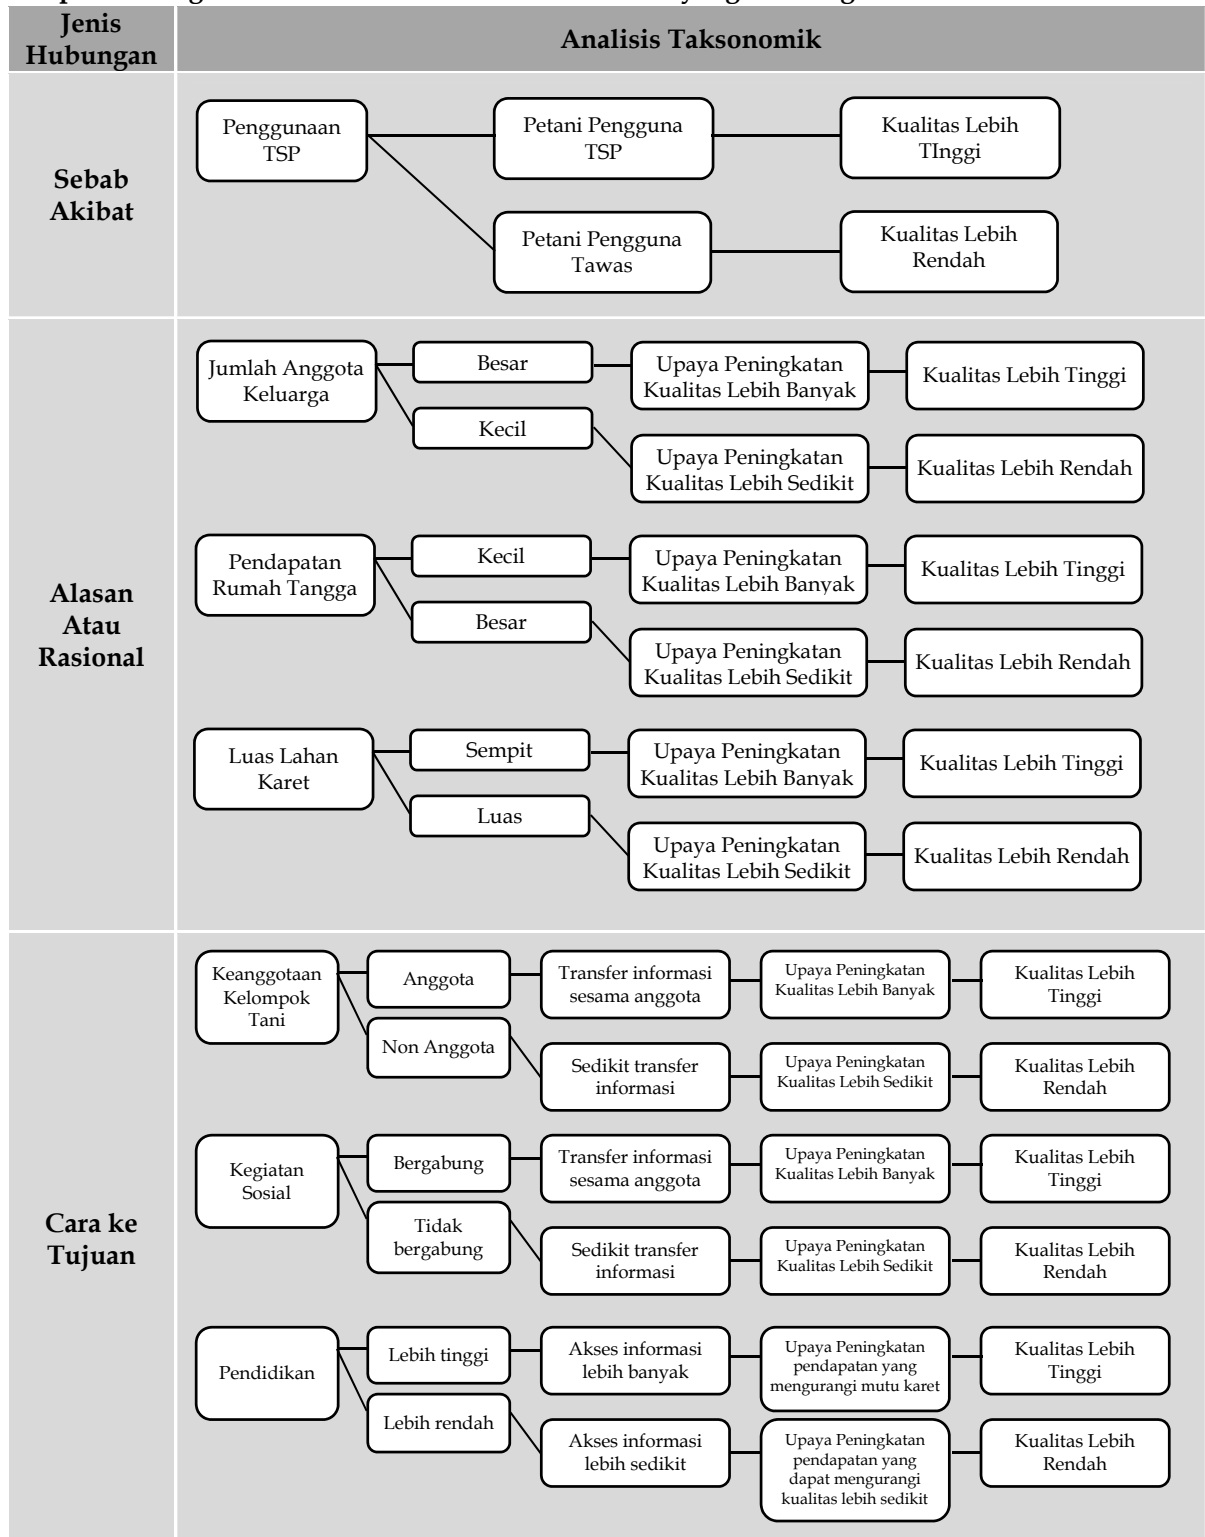 Jenis
Hubungan
Analisis Taksonomik
Sebab
Akibat
Penggunaan
TSP
Petani Pengguna
TSP
Kualitas Lebih
TInggi
Petani Pengguna
Tawas
Kualitas Lebih
Rendah
Alasan
Atau
Rasional
Jumlah Anggota
Keluarga
Besar
Upaya Peningkatan
Kualitas Lebih Banyak
Kualitas Lebih Tinggi
Kecil
Upaya Peningkatan
Kualitas Lebih Sedikit
Kualitas Lebih Rendah
Pendapatan
Rumah Tangga
Kecil
Upaya Peningkatan
Kualitas Lebih Banyak
Kualitas Lebih Tinggi
Besar
Upaya Peningkatan
Kualitas Lebih Sedikit
Kualitas Lebih Rendah
Luas Lahan
Karet
Sempit
Upaya Peningkatan
Kualitas Lebih Banyak
Kualitas Lebih Tinggi
Luas
Upaya Peningkatan
Kualitas Lebih Sedikit
Kualitas Lebih Rendah
Cara ke
Tujuan
Keanggotaan
Kelompok
Tani
Anggota
Transfer informasi
sesama anggota
Upaya Peningkatan
Kualitas Lebih Banyak
Kualitas Lebih
Tinggi
Non Anggota
Sedikit transfer
informasi
Upaya Peningkatan
Kualitas Lebih Sedikit
Kualitas Lebih
Rendah
Kegiatan
Sosial
Bergabung
Transfer informasi
sesama anggota
Upaya Peningkatan
Kualitas Lebih Banyak
Kualitas Lebih
Tinggi
Tidak
bergabung
Sedikit transfer
informasi
Upaya Peningkatan
Kualitas Lebih Sedikit
Kualitas Lebih
Rendah
Pendidikan
Lebih tinggi
Akses informasi
lebih banyak
Upaya Peningkatan
pendapatan yang
mengurangi mutu karet
Kualitas Lebih
Tinggi
Lebih rendah
Akses informasi
lebih sedikit
Upaya Peningkatan
pendapatan yang
dapat mengurangi
kualitas lebih sedikit
Kualitas Lebih
Rendah